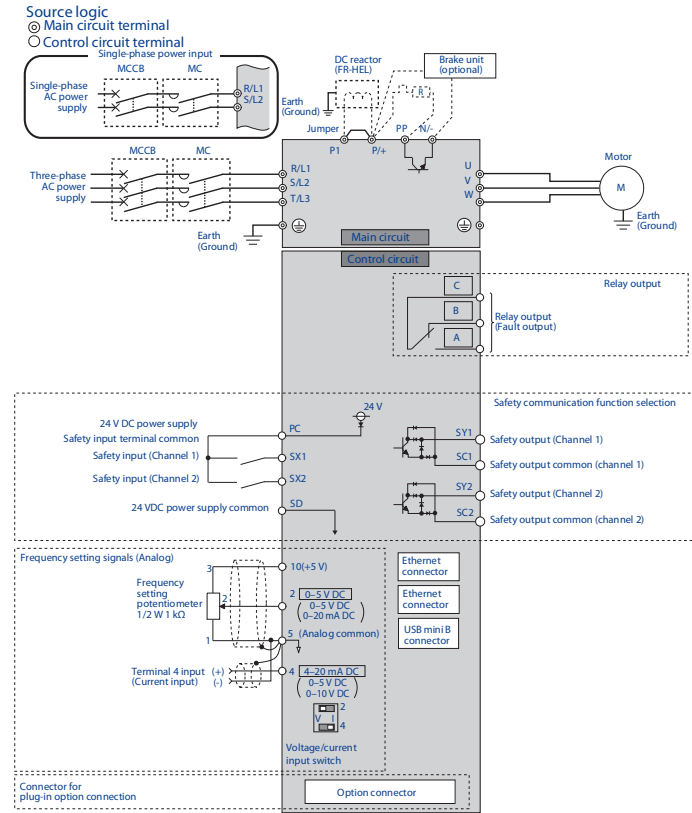 Source logic
Main circuit terminal
Control circuit terminal
Single-phase power input
MCCB
MC
Single-phase
AC power
supply
R/L1
S/L2
DC reactor
(FR-HEL)
Brake unit
(optional)
R
Earth
(Ground)
Jumper
P1
P/+
PP
N/-
MCCB
MC
Three-phase
AC power
supply
R/L1
S/L2
T/L3
U
V
W
Motor
M
Earth
(Ground)
Earth
(Ground)
Main circuit
Control circuit
C
B
A
Relay output
Relay output
(Fault output)
Safety communication function selection
24 V
24 V DC power supply
Safety input terminal common
PC
Safety input (Channel 1)
SX1
Safety input (Channel 2)
SX2
24 VDC power supply common
SD
SY1
Safety output (Channel 1)
SC1
Safety output common (channel 1)
SY2
Safety output (Channel 2)
SC2
Safety output common (channel 2)
Frequency setting signals (Analog)
3
10(+5 V)
Frequency
setting
potentiometer
1/2 W 1 kΩ
2
2
0–5 V DC
0–5 V DC
0–20 mA DC
1
5 (Analog common)
Terminal 4 input (+)
(Current input) (-)
4
4–20 mA DC
0–5 V DC
0–10 V DC
2
V I
4
Voltage/current
input switch
Ethernet
connector
Ethernet
connector
USB mini B
connector
Connector for
plug-in option connection
Option connector